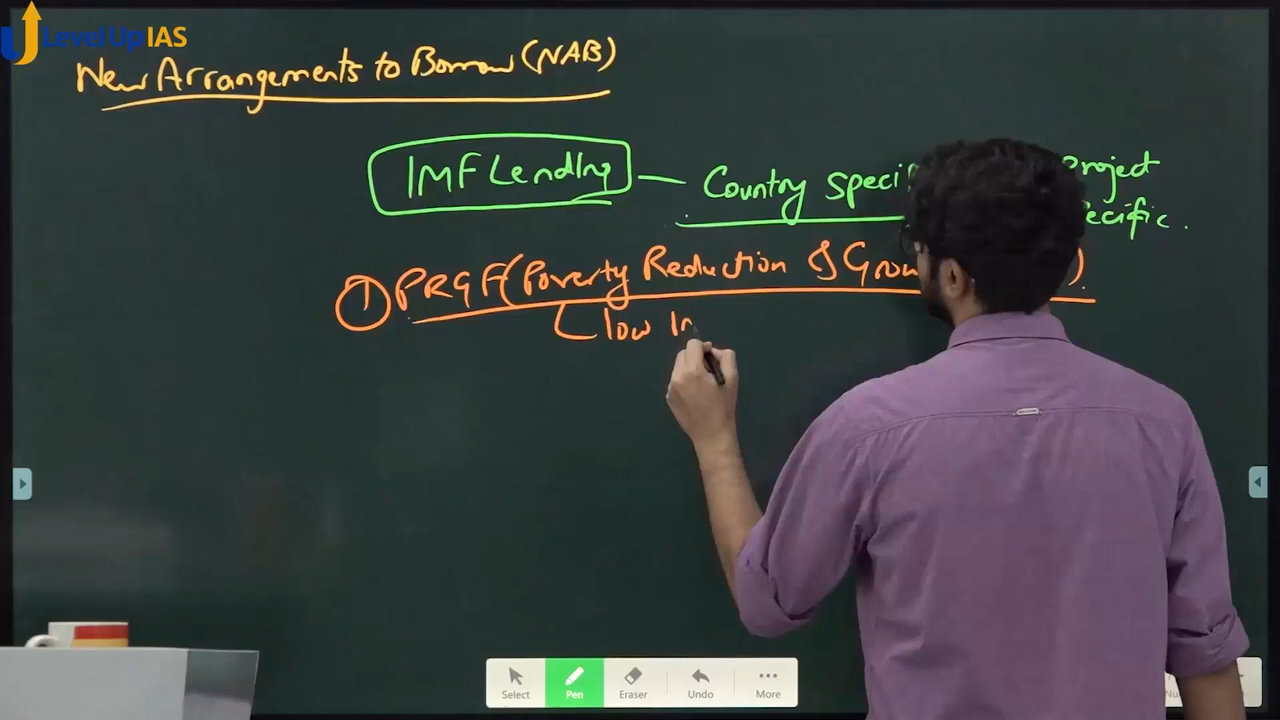 Level Up IAS
New Arrangements to Borrow (NAB)
IMF Lending — Country Speci Project
ecific.
① PRGF (Poverty Reduction & Grow )
low In
Select Pen Eraser Undo More